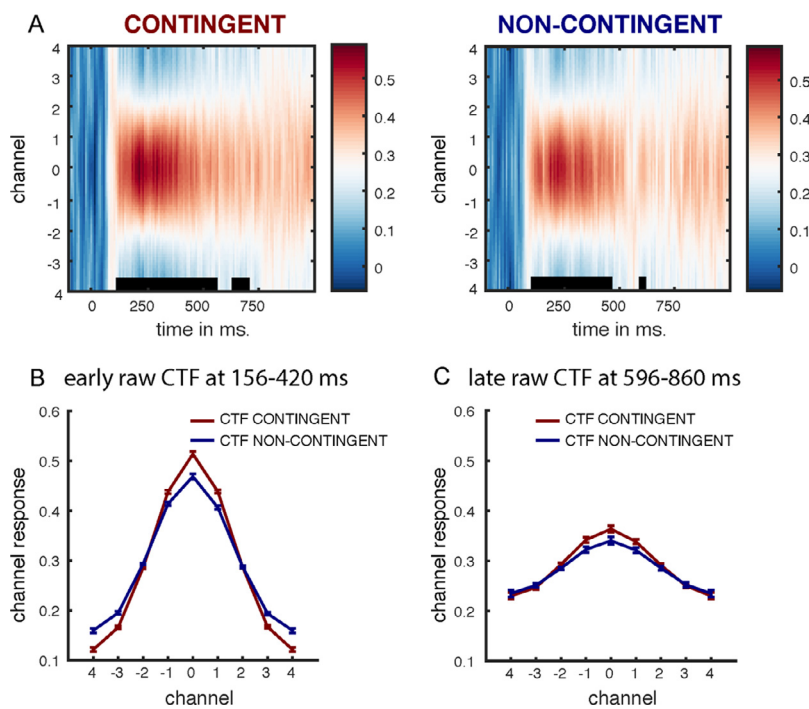 A
CONTINGENT
NON-CONTINGENT
channel
4
3
2
1
0
-1
-2
-3
4
0
250
500
750
time in ms.
0.5
0.4
0.3
0.2
0.1
0
4
3
2
1
0
-1
-2
-3
4
0
250
500
750
time in ms.
0.5
0.4
0.3
0.2
0.1
0
B early raw CTF at 156-420 ms
channel response
0.6
0.5
0.4
0.3
0.2
0.1
CTF CONTINGENT
CTF NON-CONTINGENT
4 -3 -2 -1 0 1 2 3 4
channel
C late raw CTF at 596-860 ms
channel response
0.6
0.5
0.4
0.3
0.2
0.1
CTF CONTINGENT
CTF NON-CONTINGENT
4 -3 -2 -1 0 1 2 3 4
channel